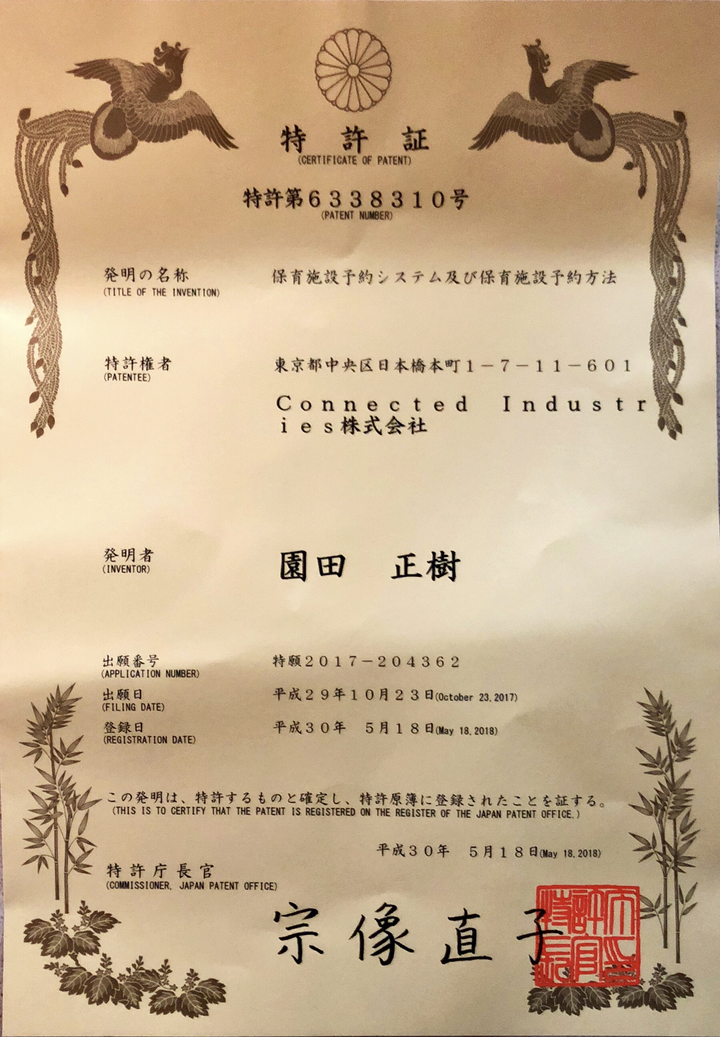 特許証
(CERTIFICATE OF PATENT)
特許第6338310号
(PATENT NUMBER)
発明の名称 保育施設予約システム及び保育施設予約方法
(TITLE OF THE INVENTION)
特許権者 東京都中央区日本橋本町1-7-11-601
(PATENTEE)
Connected Industr
ies株式会社
発明者 園田 正樹
(INVENTOR)
出願番号 特願2017-204362
(APPLICATION NUMBER)
出願日 平成29年10月23日(October 23,2017)
(FILING DATE)
登録日 平成30年 5月18日(May 18,2018)
(REGISTRATION DATE)
この発明は、特許するものと確定し、特許原簿に登録されたことを証する。
(THIS IS TO CERTIFY THAT THE PATENT IS REGISTERED ON THE REGISTER OF THE JAPAN PATENT OFFICE.)
平成30年 5月18日(May 18,2018)
特許庁長官
(COMMISSIONER, JAPAN PATENT OFFICE)
宗像直子